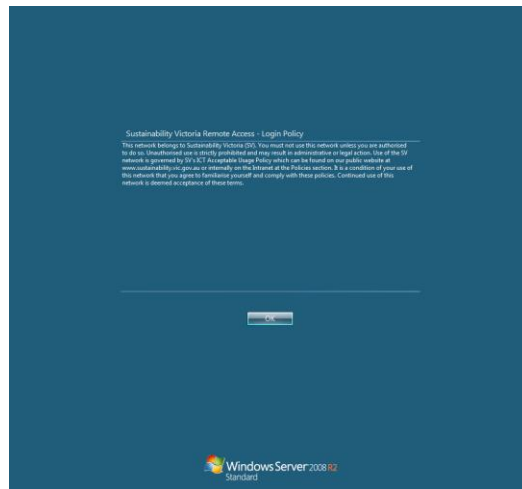 Sustainability Victoria Remote Access - Login Policy
This network belongs to Sustainability Victoria (SV). You must not use this network unless you are authorised
to do so. Unauthorised use is strictly prohibited and may result in administrative or legal action. Use of the SV
network is governed by SV's ICT Acceptable Usage Policy which can be found on our public website at
www.sustainability.vic.gov.au or internally on the Intranet at the Policies section. It is a condition of your use of
this network that you agree to familiarise yourself and comply with these policies. Continued use of this
network is deemed acceptance of these terms.
OK
Windows Server 2008 R2
Standard